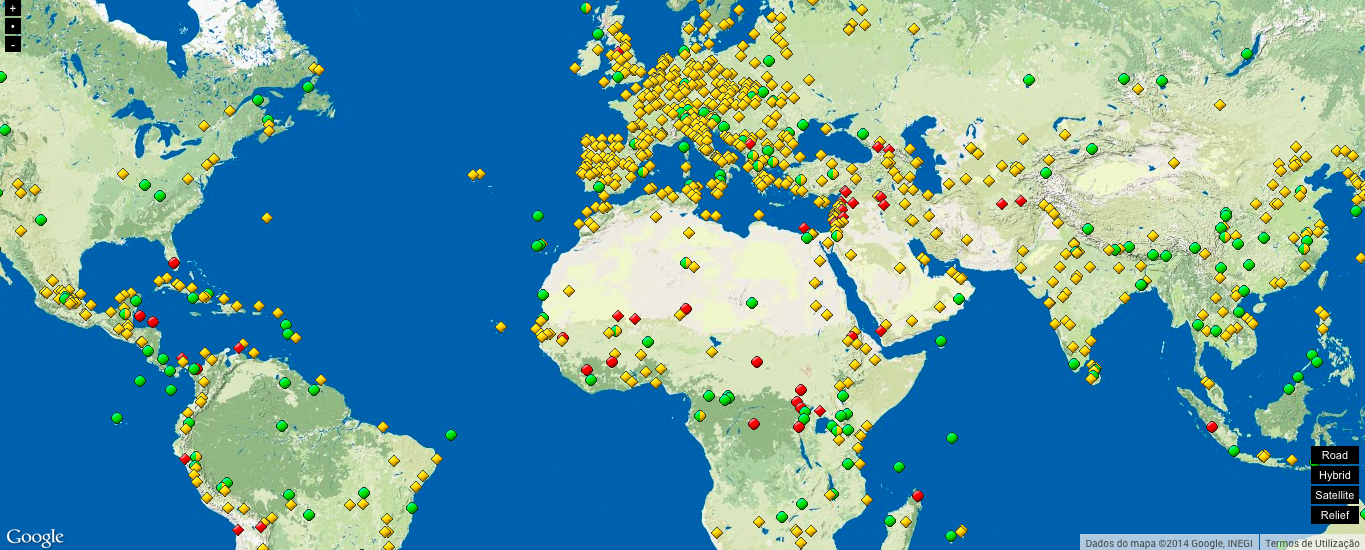 +
•
-
Road
Hybrid
Satellite
Relief
Google
Dados do mapa ©2014 Google, INEGI
Termos de Utilização